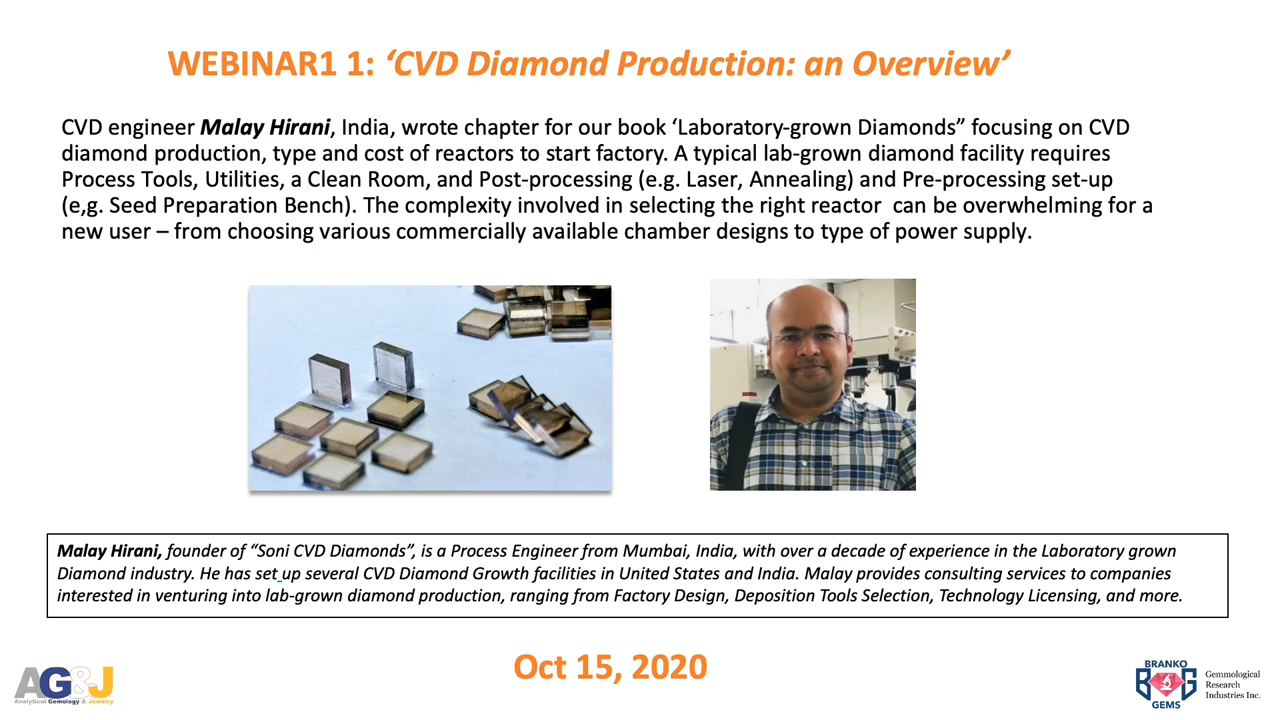 WEBINAR1 1: ‘CVD Diamond Production: an Overview’
CVD engineer Malay Hirani, India, wrote chapter for our book ‘Laboratory-grown Diamonds” focusing on CVD
diamond production, type and cost of reactors to start factory. A typical lab-grown diamond facility requires
Process Tools, Utilities, a Clean Room, and Post-processing (e.g. Laser, Annealing) and Pre-processing set-up
(e,g. Seed Preparation Bench). The complexity involved in selecting the right reactor  can be overwhelming for a
new user – from choosing various commercially available chamber designs to type of power supply.
Malay Hirani, founder of “Soni CVD Diamonds”, is a Process Engineer from Mumbai, India, with over a decade of experience in the Laboratory grown
Diamond industry. He has set up several CVD Diamond Growth facilities in United States and India. Malay provides consulting services to companies
interested in venturing into lab-grown diamond production, ranging from Factory Design, Deposition Tools Selection, Technology Licensing, and more.
Oct 15, 2020
AG&J
Analytical Gemology & Jewelry
BRANKO
BG
GEMS
Gemmological
Research
Industries Inc.